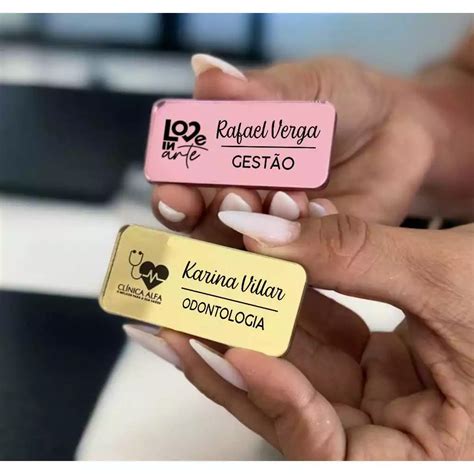 Love
IN
arte
Rafael Verga
GESTÃO
CLÍNICA ALFA
Karina Villar
ODONTOLOGIA